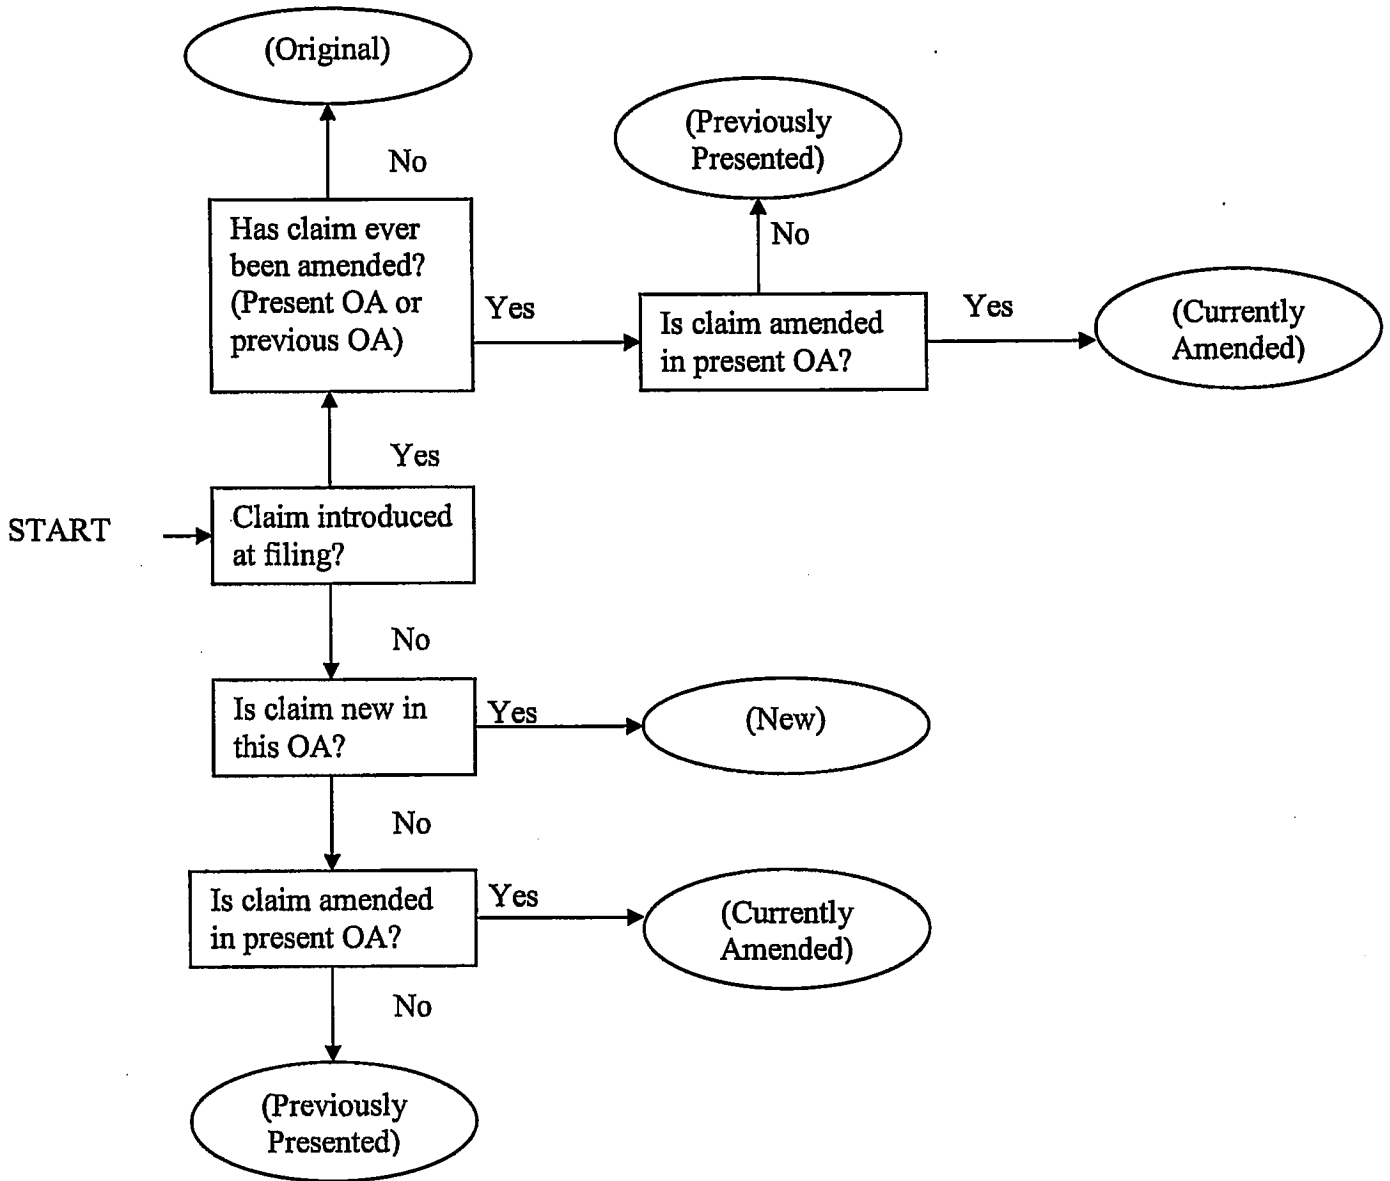 (Original)
(Previously
Presented)
No
Has claim ever
been amended?
(Present OA or
previous OA)
No
Yes
Is claim amended
in present OA?
Yes
(Currently
Amended)
Yes
START
Claim introduced
at filing?
No
Is claim new in
this OA?
Yes
(New)
No
Is claim amended
in present OA?
Yes
(Currently
Amended)
No
(Previously
Presented)